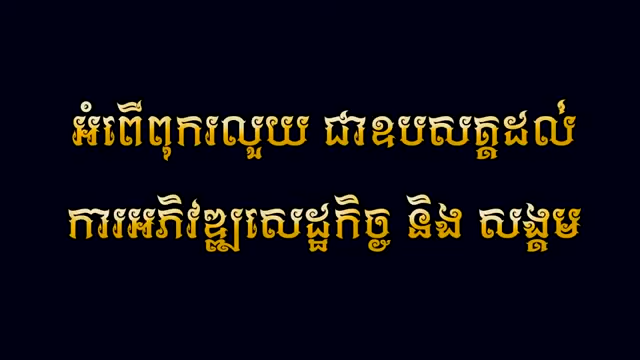 អំពើពុករលួយ ជាឧបសគ្គដល់
ការអភិវឌ្ឍសេដ្ឋកិច្ច និង សង្គម